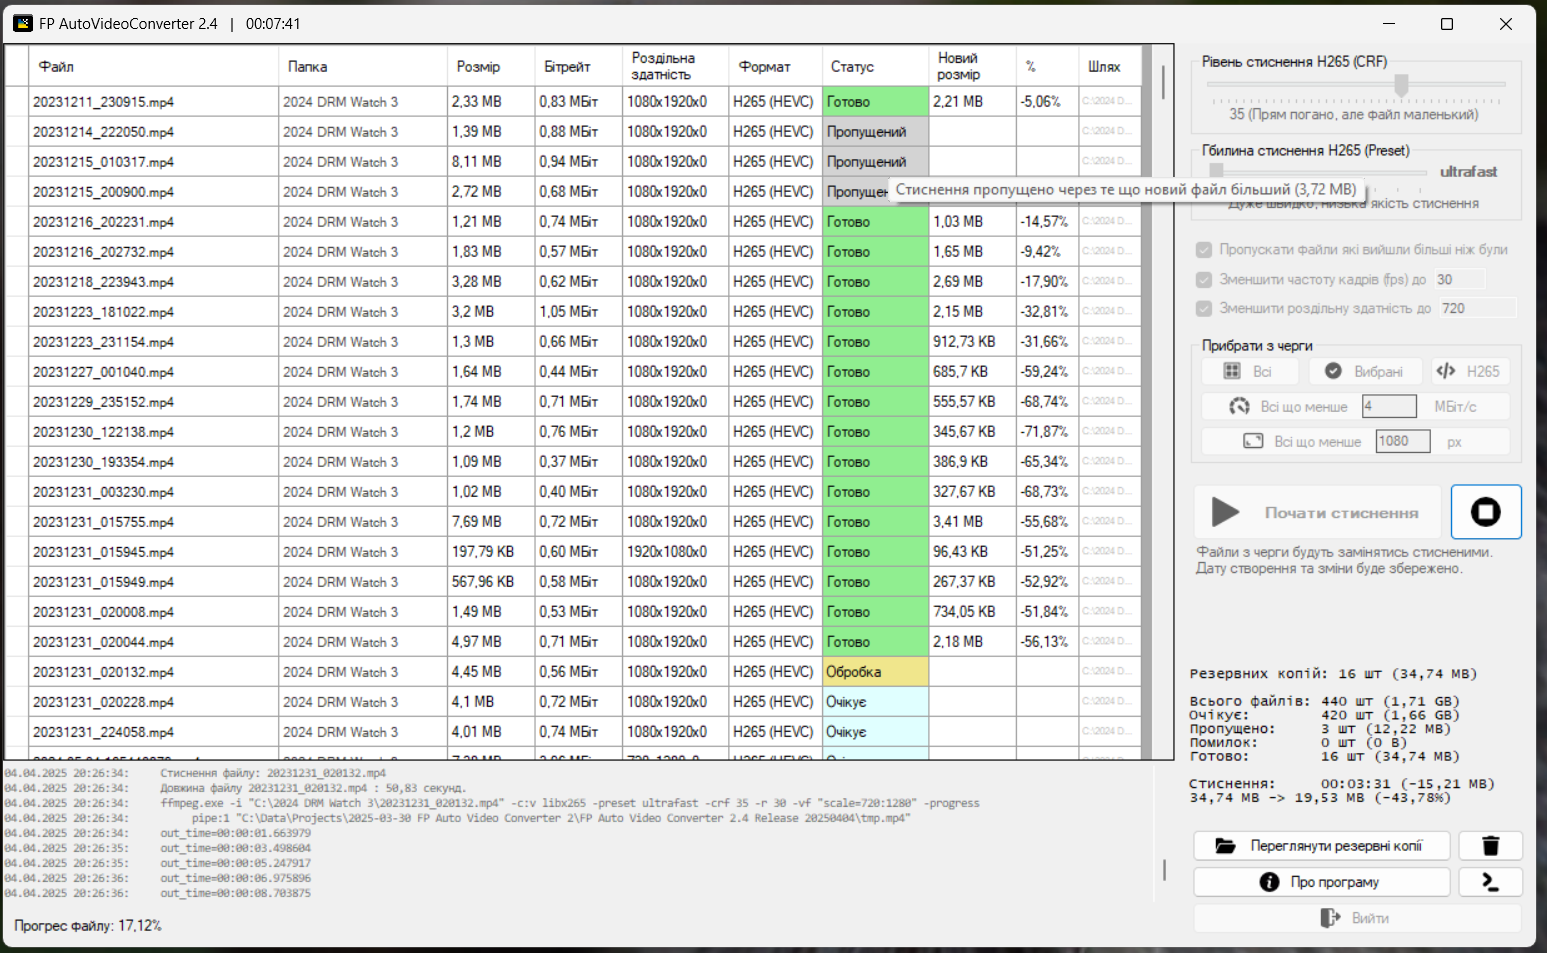 FP AutoVideoConverter 2.4 | 00:07:41
Файл Папка Розмір Бітрейт Роздільна здатність Формат Статус Новий розмір % Шлях
20231211_230915.mp4 2024 DRM Watch 3 2,33 MB 0,83 МБіт 1080x1920x0 H265 (HEVC) Готово 2,21 MB -5,06% C:\2024 D...
20231214_222050.mp4 2024 DRM Watch 3 1,39 MB 0,88 МБіт 1080x1920x0 H265 (HEVC) Пропущений C:\2024 D...
20231215_010317.mp4 2024 DRM Watch 3 8,11 MB 0,94 МБіт 1080x1920x0 H265 (HEVC) Пропущений C:\2024 D...
20231215_200900.mp4 2024 DRM Watch 3 2,72 MB 0,68 МБіт 1080x1920x0 H265 (HEVC) Пропущен
Стиснення пропущено через те що новий файл більший (3,72 MB)
20231216_202231.mp4 2024 DRM Watch 3 1,21 MB 0,74 МБіт 1080x1920x0 H265 (HEVC) Готово 1,03 MB -14,57% C:\2024 D...
20231216_202732.mp4 2024 DRM Watch 3 1,83 MB 0,57 МБіт 1080x1920x0 H265 (HEVC) Готово 1,65 MB -9,42% C:\2024 D...
20231218_223943.mp4 2024 DRM Watch 3 3,28 MB 0,62 МБіт 1080x1920x0 H265 (HEVC) Готово 2,69 MB -17,90% C:\2024 D...
20231223_181022.mp4 2024 DRM Watch 3 3,2 MB 1,05 МБіт 1080x1920x0 H265 (HEVC) Готово 2,15 MB -32,81% C:\2024 D...
20231223_231154.mp4 2024 DRM Watch 3 1,3 MB 0,66 МБіт 1080x1920x0 H265 (HEVC) Готово 912,73 KB -31,66% C:\2024 D...
20231227_001040.mp4 2024 DRM Watch 3 1,64 MB 0,44 МБіт 1080x1920x0 H265 (HEVC) Готово 685,7 KB -59,24% C:\2024 D...
20231229_235152.mp4 2024 DRM Watch 3 1,74 MB 0,71 МБіт 1080x1920x0 H265 (HEVC) Готово 555,57 KB -68,74% C:\2024 D...
20231230_122138.mp4 2024 DRM Watch 3 1,2 MB 0,76 МБіт 1080x1920x0 H265 (HEVC) Готово 345,67 KB -71,87% C:\2024 D...
20231230_193354.mp4 2024 DRM Watch 3 1,09 MB 0,37 МБіт 1080x1920x0 H265 (HEVC) Готово 386,9 KB -65,34% C:\2024 D...
20231231_003230.mp4 2024 DRM Watch 3 1,02 MB 0,40 МБіт 1080x1920x0 H265 (HEVC) Готово 327,67 KB -68,73% C:\2024 D...
20231231_015755.mp4 2024 DRM Watch 3 7,69 MB 0,72 МБіт 1080x1920x0 H265 (HEVC) Готово 3,41 MB -55,68% C:\2024 D...
20231231_015945.mp4 2024 DRM Watch 3 197,79 KB 0,60 МБіт 1920x1080x0 H265 (HEVC) Готово 96,43 KB -51,25% C:\2024 D...
20231231_015949.mp4 2024 DRM Watch 3 567,96 KB 0,58 МБіт 1080x1920x0 H265 (HEVC) Готово 267,37 KB -52,92% C:\2024 D...
20231231_020008.mp4 2024 DRM Watch 3 1,49 MB 0,53 МБіт 1080x1920x0 H265 (HEVC) Готово 734,05 KB -51,84% C:\2024 D...
20231231_020044.mp4 2024 DRM Watch 3 4,97 MB 0,71 МБіт 1080x1920x0 H265 (HEVC) Готово 2,18 MB -56,13% C:\2024 D...
20231231_020132.mp4 2024 DRM Watch 3 4,45 MB 0,56 МБіт 1080x1920x0 H265 (HEVC) Обробка C:\2024 D...
20231231_020228.mp4 2024 DRM Watch 3 4,1 MB 0,72 МБіт 1080x1920x0 H265 (HEVC) Очікує C:\2024 D...
20231231_224058.mp4 2024 DRM Watch 3 4,01 MB 0,74 МБіт 1080x1920x0 H265 (HEVC) Очікує C:\2024 D...
04.04.2025 20:26:34: Стиснення файлу: 20231231_020132.mp4
04.04.2025 20:26:34: Довжина файлу 20231231_020132.mp4 : 50,83 секунд.
04.04.2025 20:26:34: ffmpeg.exe -i "C:\2024 DRM Watch 3\20231231_020132.mp4" -c:v libx265 -preset ultrafast -crf 35 -r 30 -vf "scale=720:1280" -progress
04.04.2025 20:26:34: pipe:1 "C:\Data\Projects\2025-03-30 FP Auto Video Converter 2\FP Auto Video Converter 2.4 Release 20250404\tmp.mp4"
04.04.2025 20:26:34: out_time=00:00:01.663979
04.04.2025 20:26:35: out_time=00:00:03.498604
04.04.2025 20:26:35: out_time=00:00:05.247917
04.04.2025 20:26:36: out_time=00:00:06.975896
04.04.2025 20:26:36: out_time=00:00:08.703875
Прогрес файлу: 17,12%
Рівень стиснення H265 (CRF)
35 (Прям погано, але файл маленький)
Гбилина стиснення H265 (Preset)
ultrafast
Дуже швидко, низька якість стиснення
Пропускати файли які вийшли більші ніж були
Зменшити частоту кадрів (fps) до 30
Зменшити роздільну здатність до 720
Прибрати з черги
Всі Вибрані H265
Всі що менше 4 МБіт/с
Всі що менше 1080 px
Почати стиснення
Файли з черги будуть замінятись стисненими.
Дату створення та зміни буде збережено.
Резервних копій: 16 шт (34,74 MB)
Всього файлів: 440 шт (1,71 GB)
Очікує: 420 шт (1,66 GB)
Пропущено: 3 шт (12,22 MB)
Помилок: 0 шт (0 B)
Готово: 16 шт (34,74 MB)
Стиснення: 00:03:31 (-15,21 MB)
34,74 MB -> 19,53 MB (-43,78%)
Переглянути резервні копії
Про програму
Вийти